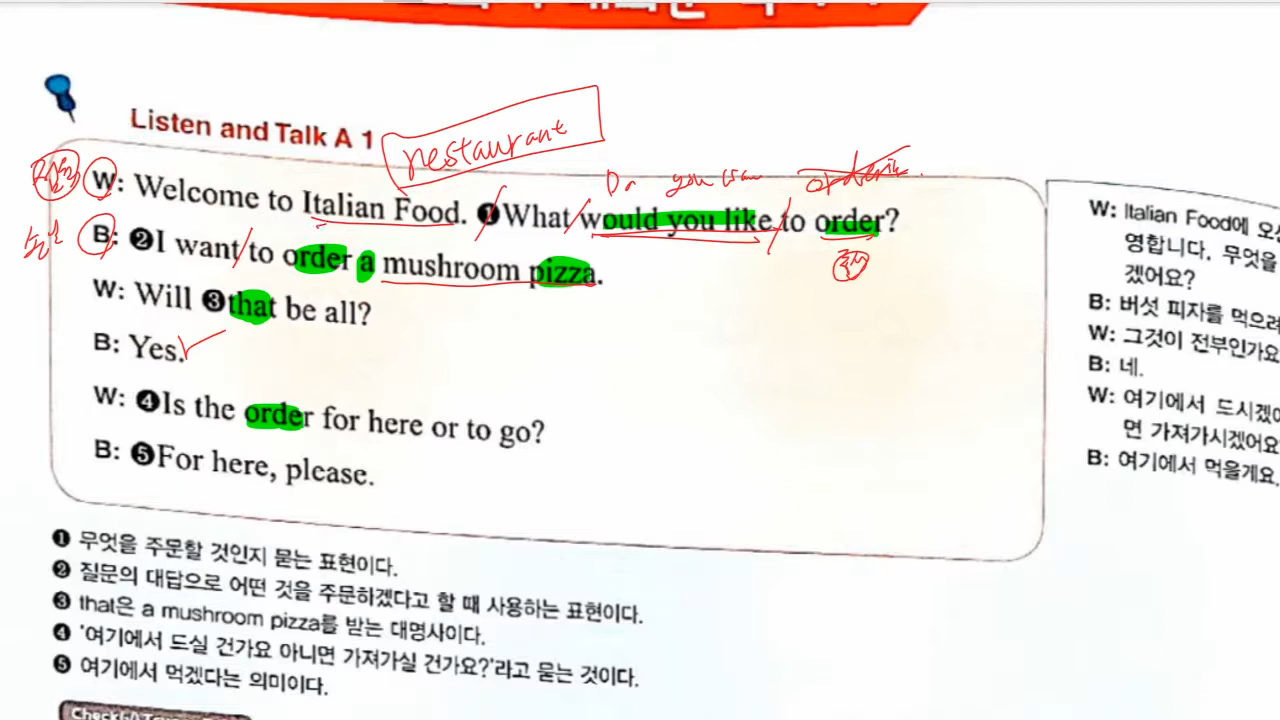 Listen and Talk A 1
restaurant
W: Welcome to Italian Food. ❶What would you like to order?
Do you
B: ❷I want to order a mushroom pizza.
손님
W: Will ❸that be all?
B: Yes.
W: ❹Is the order for here or to go?
B: ❺For here, please.
W: Italian Food에
영합니다. 무엇을
겠어요?
B: 버섯 피자를
W: 그것이 전부인가요
B: 네.
W: 여기에서
면 가져가시겠어요
B: 여기에서 먹을게요.
❶ 무엇을 주문할 것인지 묻는 표현이다.
❷ 질문의 대답으로 어떤 것을 주문하겠다고 할 때 사용하는 표현이다.
❸ that은 a mushroom pizza를 받는 대명사이다.
❹ '여기에서 드실 건가요 아니면 가져가실 건가요?'라고 묻는 것이다.
❺ 여기에서 먹겠다는 의미이다.